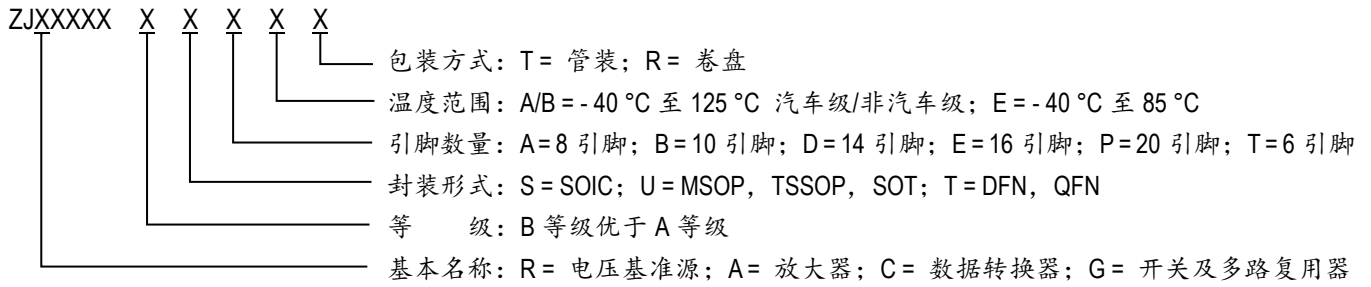 ZJXXXXX X X X X X
包装方式：T = 管装；R = 卷盘
温度范围：A/B = - 40 °C 至 125 °C 汽车级/非汽车级；E = - 40 °C 至 85 °C
引脚数量：A = 8 引脚；B = 10 引脚；D = 14 引脚；E = 16 引脚；P = 20 引脚；T = 6 引脚
封装形式：S = SOIC；U = MSOP，TSSOP，SOT；T = DFN，QFN
等 级：B 等级优于 A 等级
基本名称：R = 电压基准源；A = 放大器；C = 数据转换器；G = 开关及多路复用器